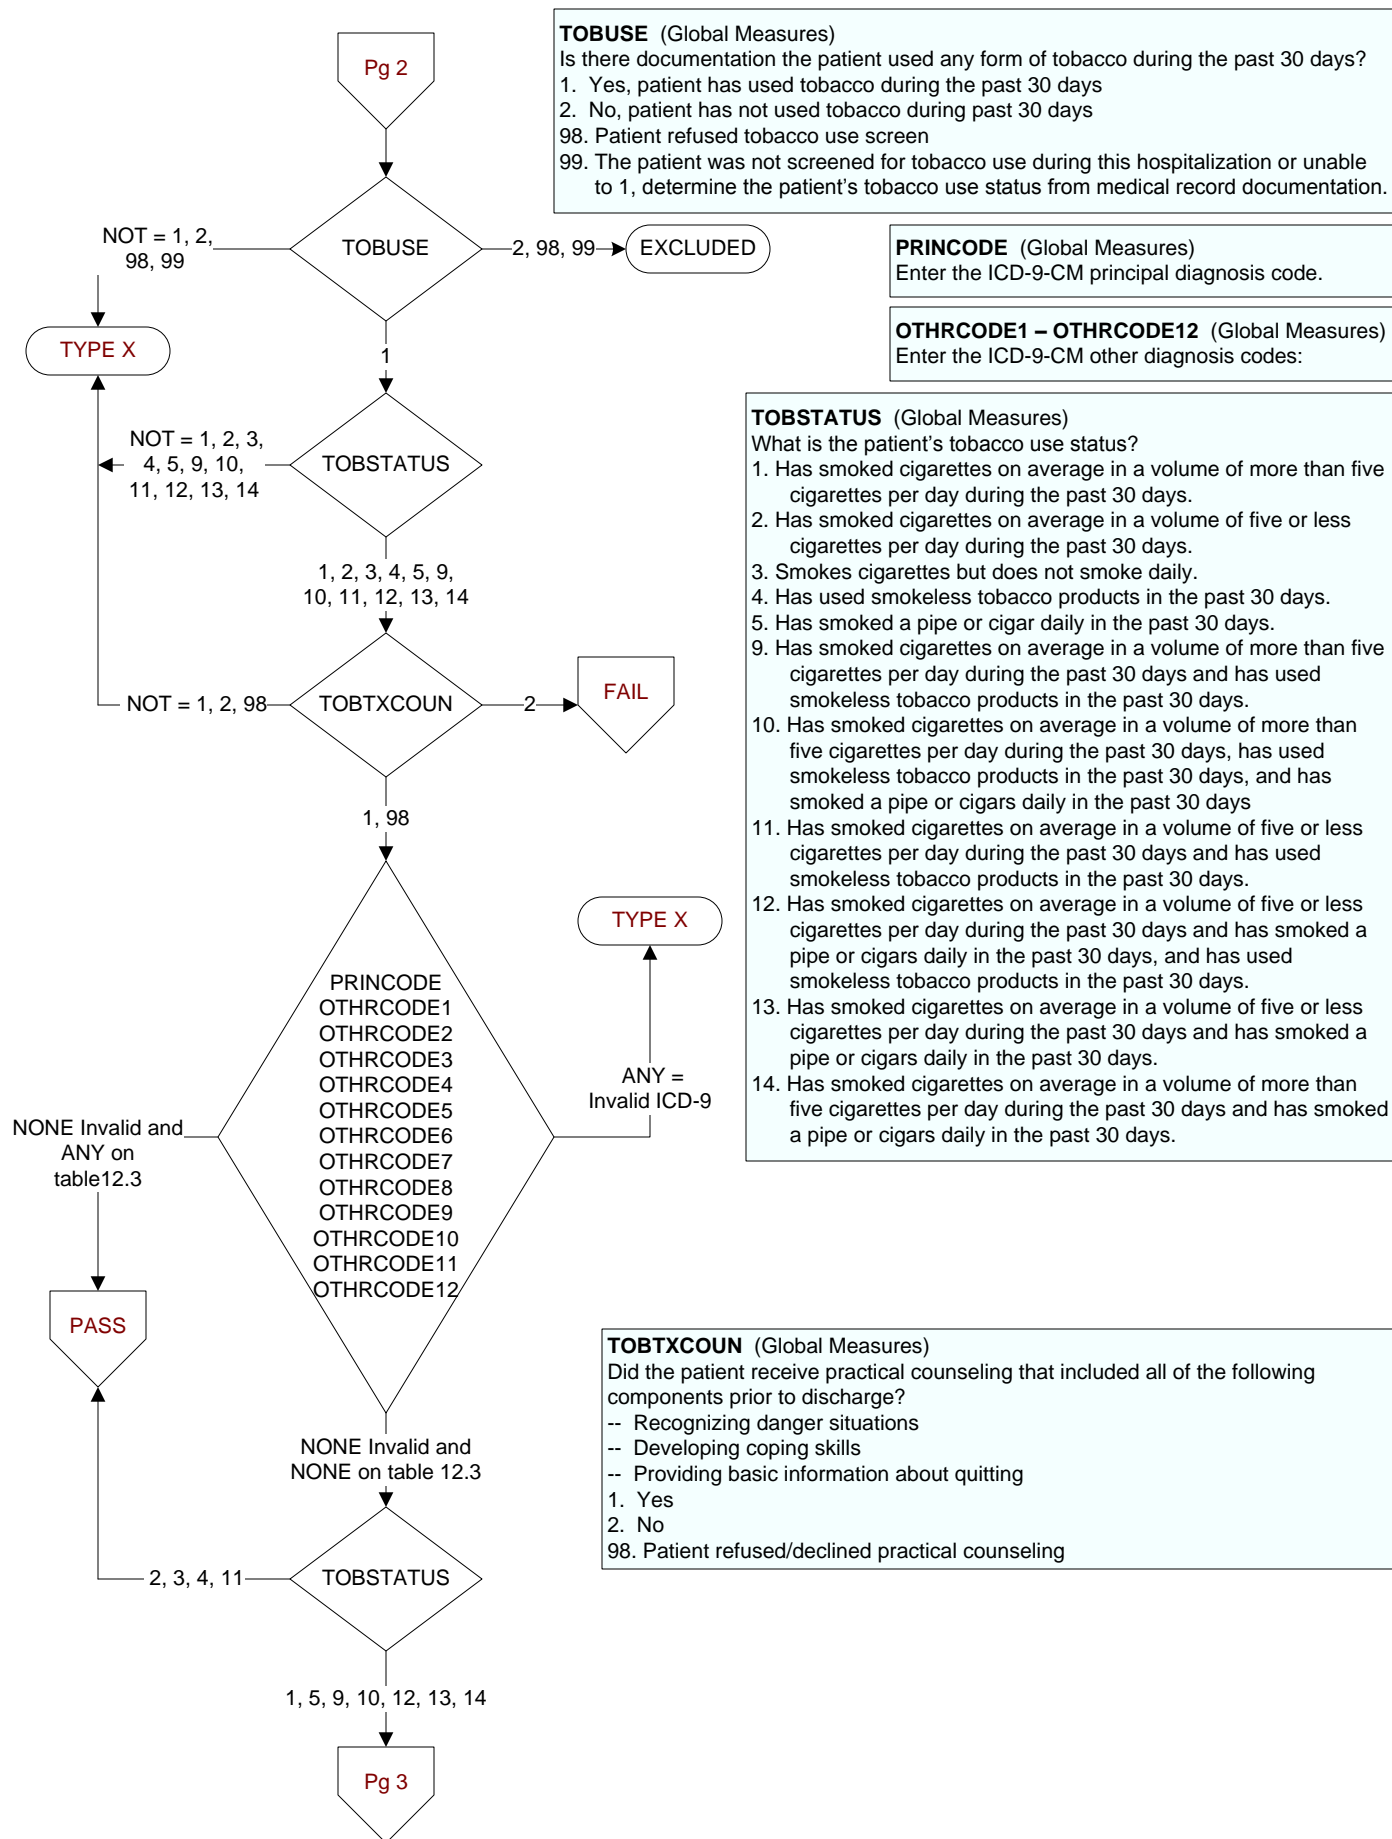 Pg 2
TOBUSE (Global Measures)
Is there documentation the patient used any form of tobacco during the past 30 days?
1. Yes, patient has used tobacco during the past 30 days
2. No, patient has not used tobacco during past 30 days
98. Patient refused tobacco use screen
99. The patient was not screened for tobacco use during this hospitalization or unable
to 1, determine the patient's tobacco use status from medical record documentation.
NOT = 1, 2,
98, 99
TOBUSE
2, 98, 99
EXCLUDED
PRINCODE (Global Measures)
Enter the ICD-9-CM principal diagnosis code.
OTHRCODE1 – OTHRCODE12 (Global Measures)
Enter the ICD-9-CM other diagnosis codes:
TYPE X
1
NOT = 1, 2, 3,
4, 5, 9, 10,
11, 12, 13, 14
TOBSTATUS
1, 2, 3, 4, 5, 9,
10, 11, 12, 13, 14
TOBSTATUS (Global Measures)
What is the patient's tobacco use status?
1. Has smoked cigarettes on average in a volume of more than five
cigarettes per day during the past 30 days.
2. Has smoked cigarettes on average in a volume of five or less
cigarettes per day during the past 30 days.
3. Smokes cigarettes but does not smoke daily.
4. Has used smokeless tobacco products in the past 30 days.
5. Has smoked a pipe or cigar daily in the past 30 days.
9. Has smoked cigarettes on average in a volume of more than five
cigarettes per day during the past 30 days and has used
smokeless tobacco products in the past 30 days.
10. Has smoked cigarettes on average in a volume of more than
five cigarettes per day during the past 30 days, has used
smokeless tobacco products in the past 30 days, and has
smoked a pipe or cigars daily in the past 30 days
11. Has smoked cigarettes on average in a volume of five or less
cigarettes per day during the past 30 days and has used
smokeless tobacco products in the past 30 days.
12. Has smoked cigarettes on average in a volume of five or less
cigarettes per day during the past 30 days and has smoked a
pipe or cigars daily in the past 30 days, and has used
smokeless tobacco products in the past 30 days.
13. Has smoked cigarettes on average in a volume of five or less
cigarettes per day during the past 30 days and has smoked a
pipe or cigars daily in the past 30 days.
14. Has smoked cigarettes on average in a volume of more than
five cigarettes per day during the past 30 days and has smoked
a pipe or cigars daily in the past 30 days.
NOT = 1, 2, 98
TOBTXCOUN
2
FAIL
1, 98
TYPE X
PRINCODE
OTHRCODE1
OTHRCODE2
OTHRCODE3
OTHRCODE4
OTHRCODE5
OTHRCODE6
OTHRCODE7
OTHRCODE8
OTHRCODE9
OTHRCODE10
OTHRCODE11
OTHRCODE12
ANY =
Invalid ICD-9
NONE Invalid and
ANY on
table12.3
PASS
TOBTXCOUN (Global Measures)
Did the patient receive practical counseling that included all of the following
components prior to discharge?
-- Recognizing danger situations
-- Developing coping skills
-- Providing basic information about quitting
1. Yes
2. No
98. Patient refused/declined practical counseling
NONE Invalid and
NONE on table 12.3
2, 3, 4, 11
TOBSTATUS
1, 5, 9, 10, 12, 13, 14
Pg 3